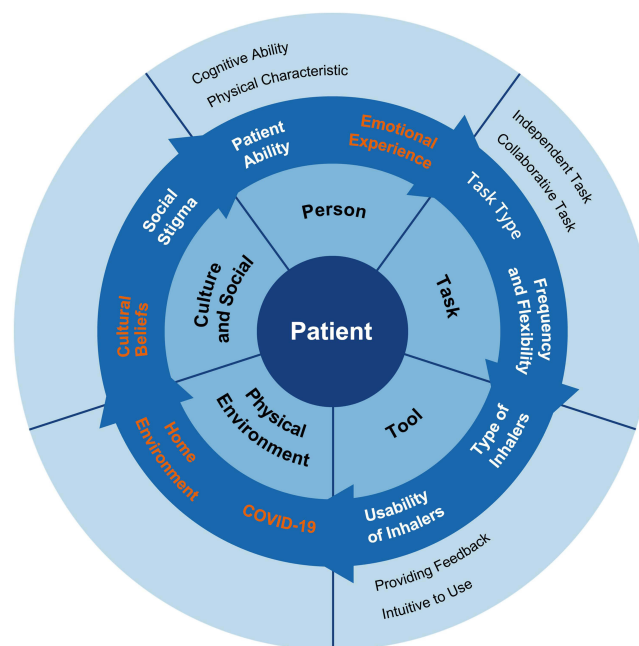 Cognitive Ability
Physical Characteristic
Independent Task
Collaborative Task
Patient
Ability
Emotional
Experience
Task Type
Frequency
and Flexibility
Type of
Inhalers
Usability
of Inhalers
Providing Feedback
Intuitive to Use
COVID-19
Home
Environment
Cultural
Beliefs
Social
Stigma
Person
Task
Tool
Physical
Environment
Culture
and Social
Patient